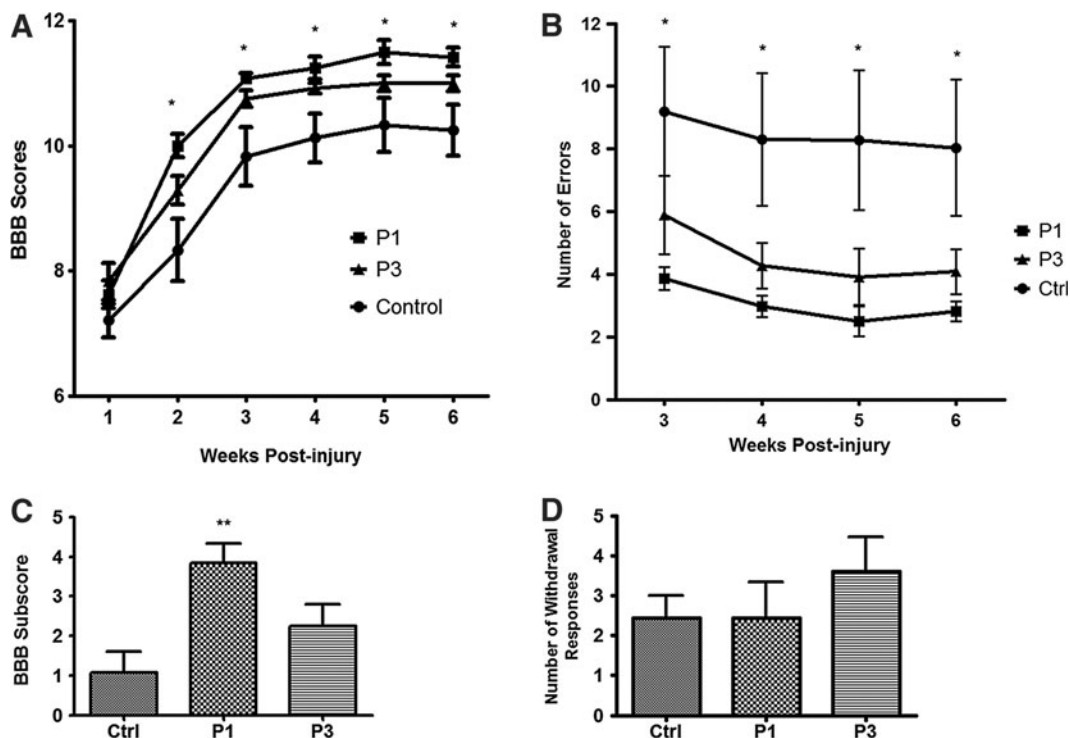 A
BBB Scores
12
10
8
6
* * * * *
P1
P3
Control
1 2 3 4 5 6
Weeks Post-injury
B
Number of Errors
12
10
8
6
4
2
0
* * * *
P1
P3
Ctrl
3 4 5 6
Weeks Post-injury
C
BBB Subscore
5
4
3
2
1
0
**
Ctrl P1 P3
D
Number of Withdrawal
Responses
5
4
3
2
1
0
Ctrl P1 P3